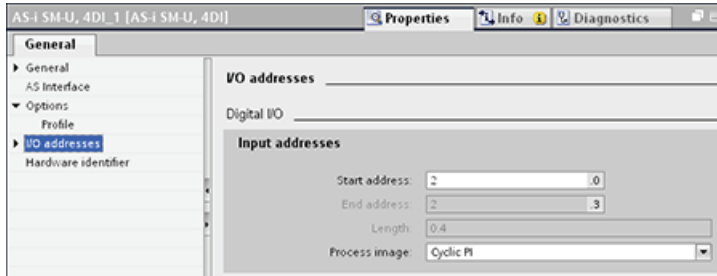 AS-i SM-U, 4DI_1 [AS-i SM-U, 4DI]
Properties
Info
Diagnostics
General
General
AS Interface
Options
Profile
I/O addresses
Hardware identifier
I/O addresses
Digital I/O
Input addresses
Start address: 2 .0
End address: 2 .3
Length: 0.4
Process image: Cyclic PI